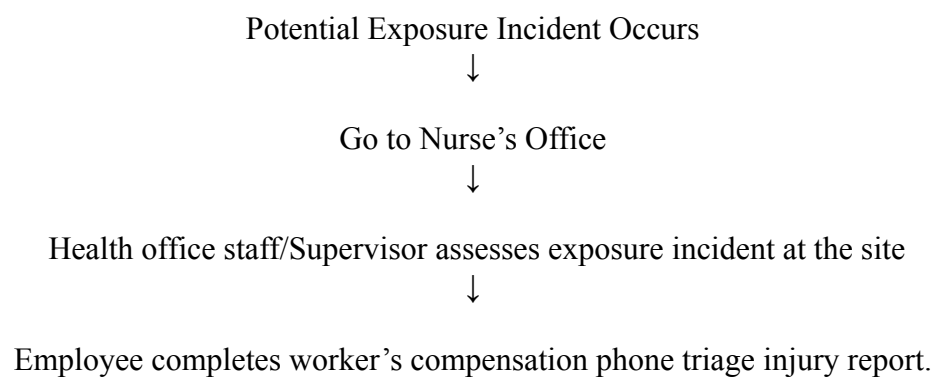 Potential Exposure Incident Occurs
↓
Go to Nurse’s Office
↓
Health office staff/Supervisor assesses exposure incident at the site
↓
Employee completes worker’s compensation phone triage injury report.